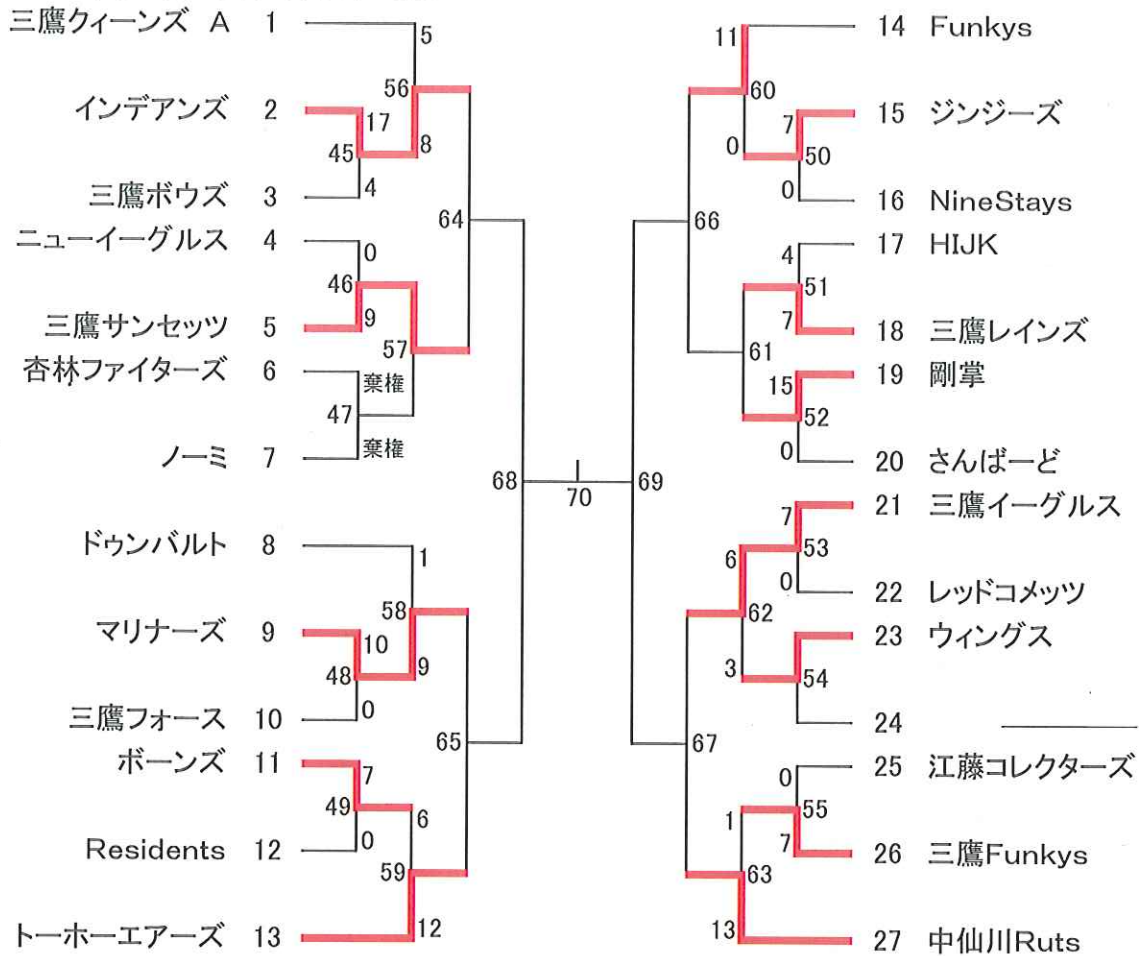 三鷹クィーンズ A 1
5
56
インデアンズ 2
17
45
8
三鷹ボウズ 3
4
64
ニューイーグルス 4
0
46
三鷹サンセッツ 5
9
57
杏林ファイターズ 6
棄権
47
ノーミ 7
棄権
68
70
ドゥンバルト 8
1
58
マリナーズ 9
10
48
9
三鷹フォース 10
0
65
ボーンズ 11
7
49
6
Residents 12
0
59
トーホーエアーズ 13
12
11
14 Funkys
60
7
15 ジンジーズ
0
50
0
16 NineStays
66
4
17 HIJK
51
7
18 三鷹レインズ
61
15
19 剛掌
52
0
20 さんばーど
69
7
21 三鷹イーグルス
6
53
0
22 レッドコメッツ
62
23 ウィングス
3
54
24
67
0
25 江藤コレクターズ
1
55
7
26 三鷹Funkys
63
13
27 中仙川Ruts